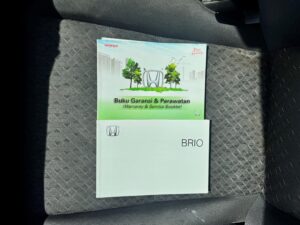 Buku Garansi & Perawatan
(Warranty & Service Booklet)
BRIO